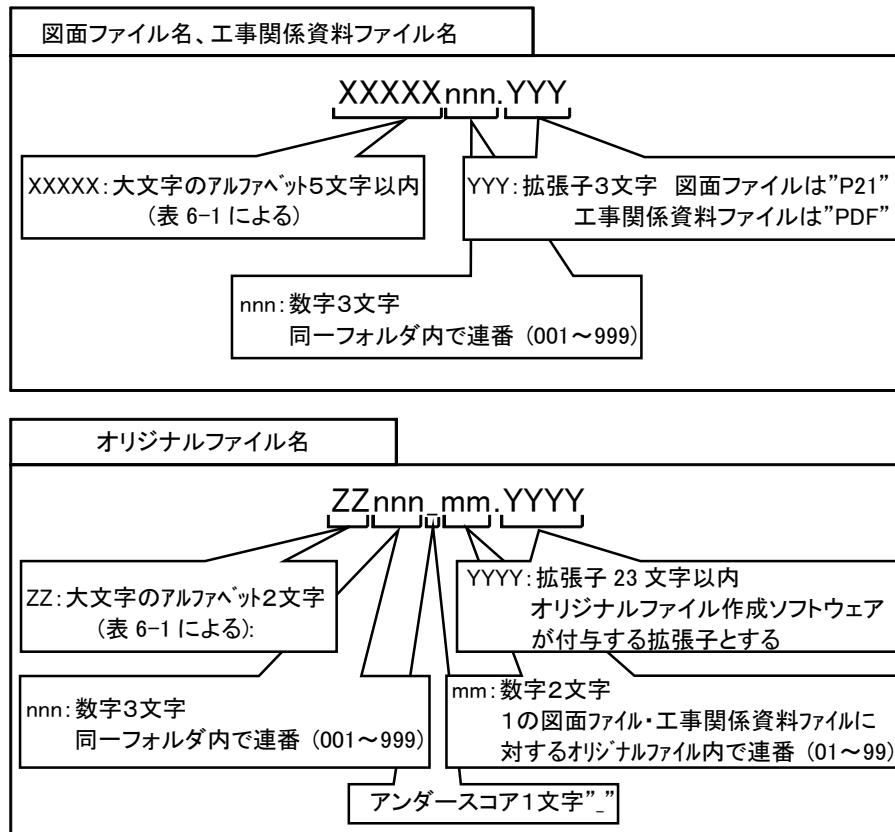 図面ファイル名、工事関係資料ファイル名
XXXXXnnn.YYY
XXXXX:大文字のアルファベット5文字以内
(表 6-1 による)
YYY:拡張子3文字 図面ファイルは”P21”
工事関係資料ファイルは”PDF”
nnn:数字3文字
同一フォルダ内で連番 (001～999)
オリジナルファイル名
ZZnnn_mm.YYYY
ZZ:大文字のアルファベット2文字
(表 6-1 による):
YYYY:拡張子 23 文字以内
オリジナルファイル作成ソフトウェア
が付与する拡張子とする
nnn:数字3文字
同一フォルダ内で連番 (001～999)
mm:数字2文字
1の図面ファイル・工事関係資料ファイルに
対するオリジナルファイル内で連番 (01～99)
アンダースコア1文字”_”